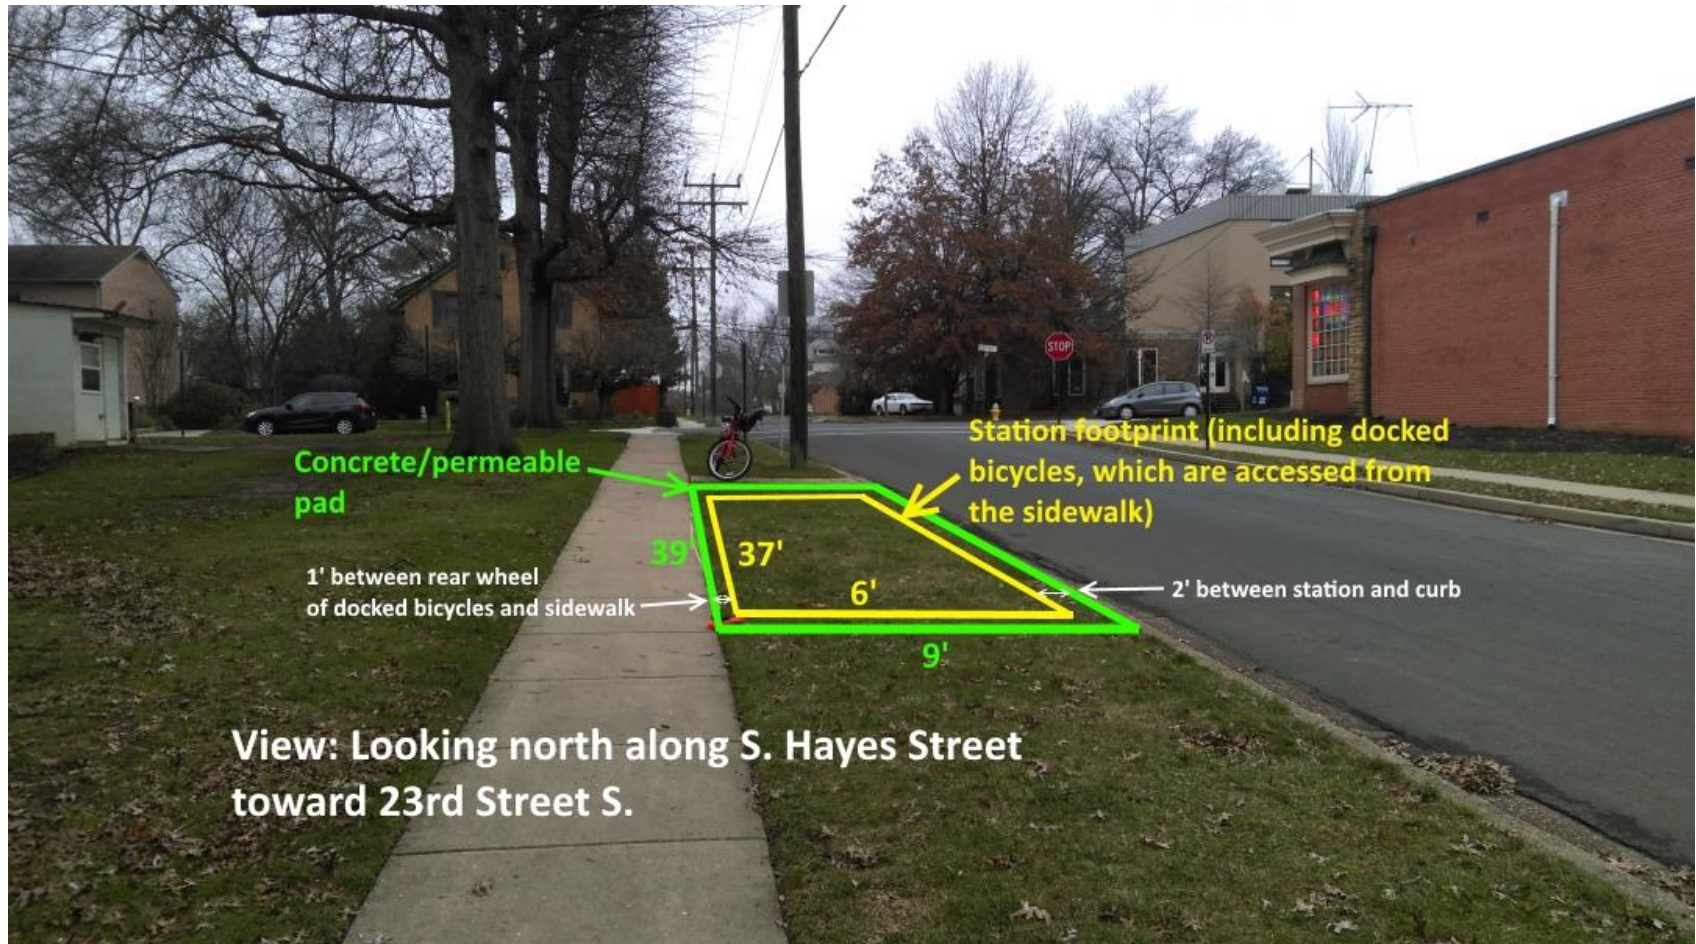 STOP
Station footprint (including docked
bicycles, which are accessed from
the sidewalk)
Concrete/permeable
pad
39'
37'
1' between rear wheel
of docked bicycles and sidewalk
6'
2' between station and curb
9'
View: Looking north along S. Hayes Street
toward 23rd Street S.